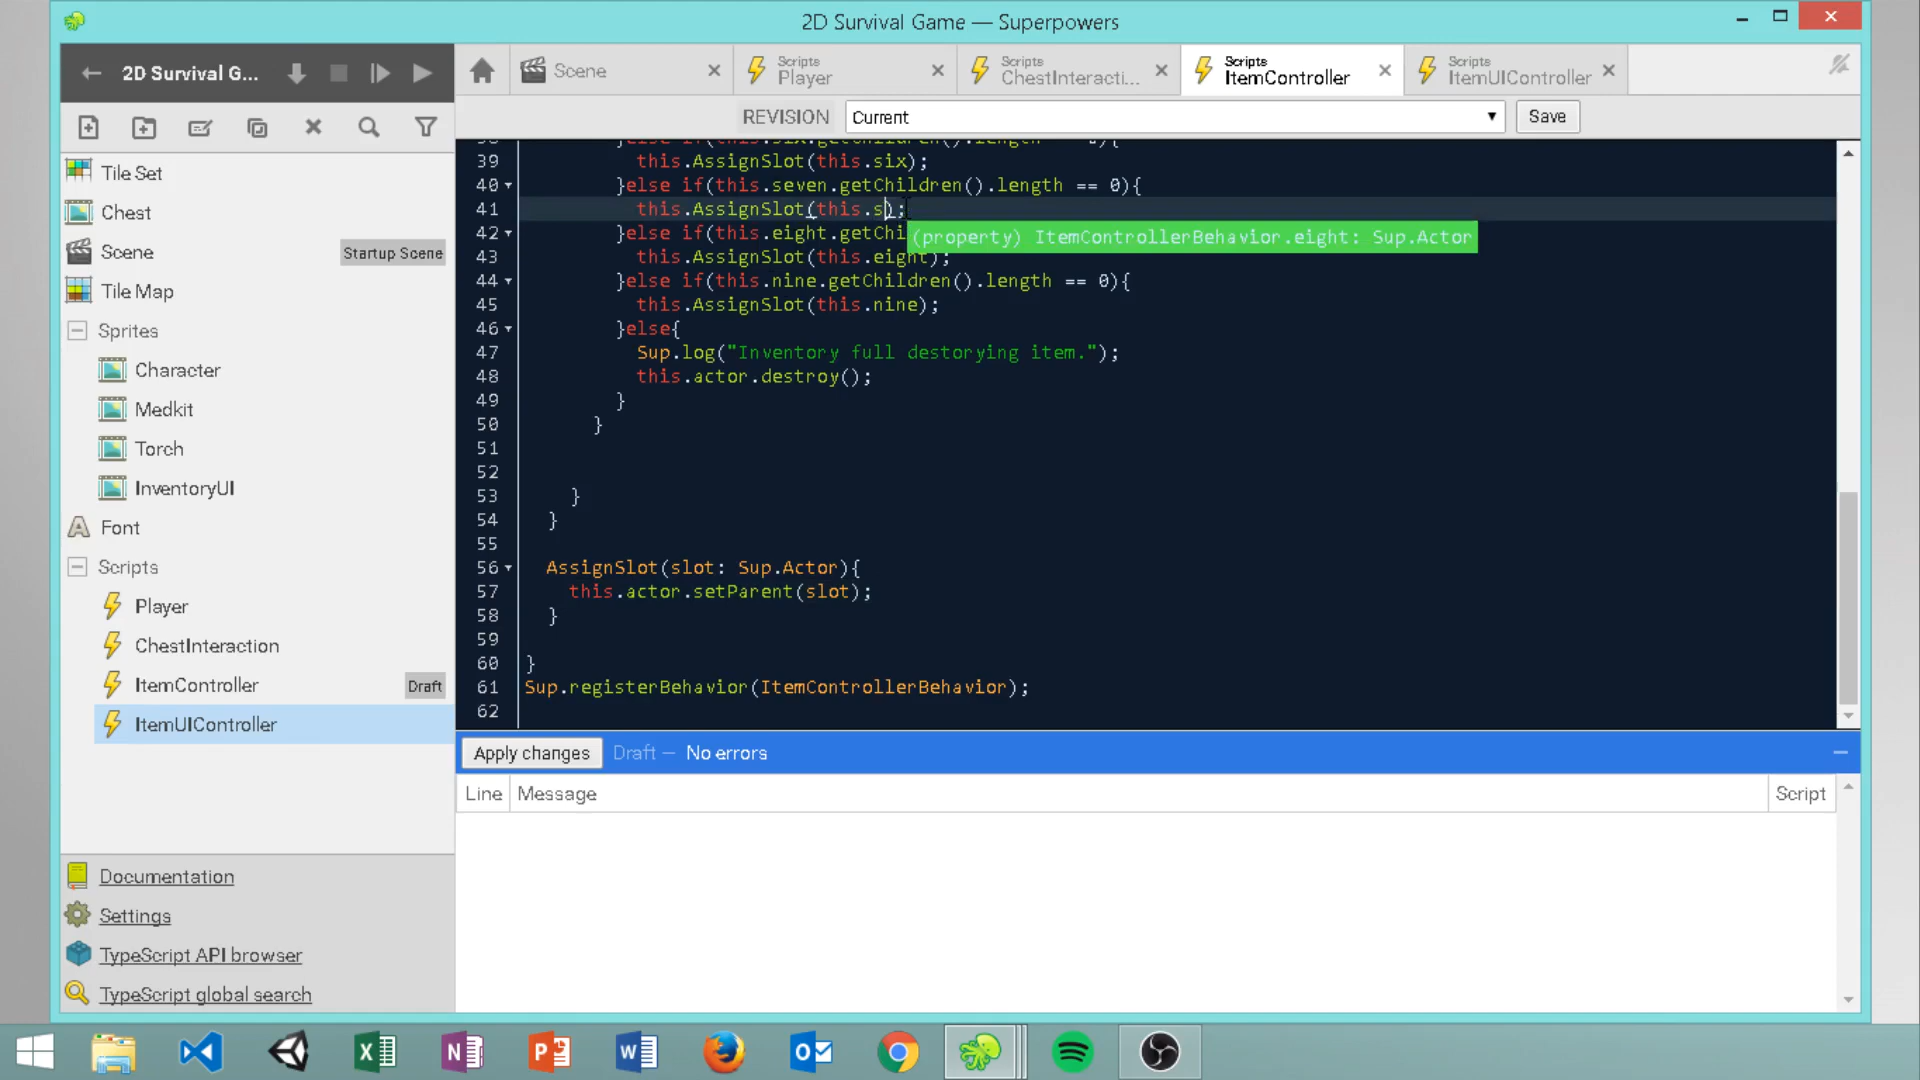 2D Survival Game — Superpowers
2D Survival G...
Scene
Scripts
Player
Scripts
ChestInteracti...
Scripts
ItemController
Scripts
ItemUIController
REVISION
Current
Save
Tile Set
Chest
Scene
Startup Scene
Tile Map
Sprites
Character
Medkit
Torch
InventoryUI
Font
Scripts
Player
ChestInteraction
ItemController
Draft
ItemUIController
Documentation
Settings
TypeScript API browser
TypeScript global search
39 this.AssignSlot(this.six);
40 }else if(this.seven.getChildren().length == 0){
41 this.AssignSlot(this.s);
42 }else if(this.eight.getChi
(property) ItemControllerBehavior.eight: Sup.Actor
43 this.AssignSlot(this.eight);
44 }else if(this.nine.getChildren().length == 0){
45 this.AssignSlot(this.nine);
46 }else{
47 Sup.log("Inventory full destorying item.");
48 this.actor.destroy();
49 }
50 }
51
52
53 }
54 }
55
56 AssignSlot(slot: Sup.Actor){
57 this.actor.setParent(slot);
58 }
59
60 }
61 Sup.registerBehavior(ItemControllerBehavior);
62
Apply changes
Draft — No errors
Line Message Script